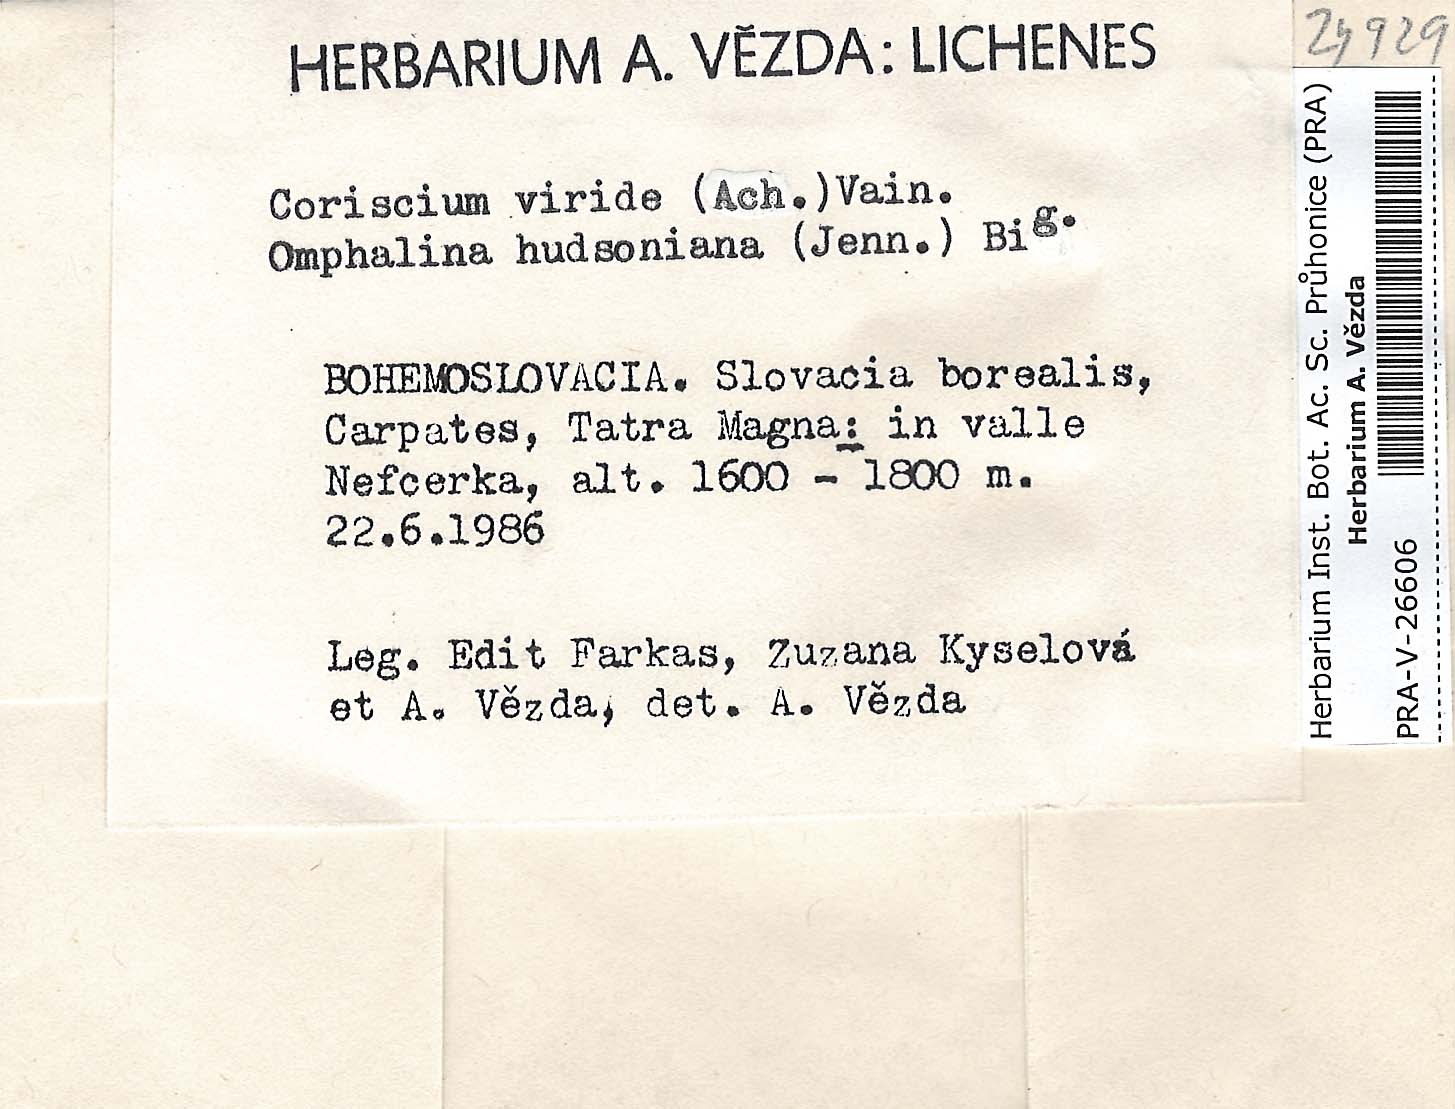 HERBARIUM A. VĚZDA: LICHENES
Coriscium viride (Ach.) Vain.
Omphalina hudsoniana (Jenn.) Big.
BOHEMOSLOVACIA. Slovacia borealis,
Carpates, Tatra Magna: in valle
Nefcerka, alt. 1600 - 1800 m.
22.6.1986
Leg. Edit Farkas, Zuzana Kyselová
et A. Vězda, det. A. Vězda
Herbarium Inst. Bot. Ac. Sc. Průhonice (PRA)
Herbarium A. Vězda
PRA-V-26606